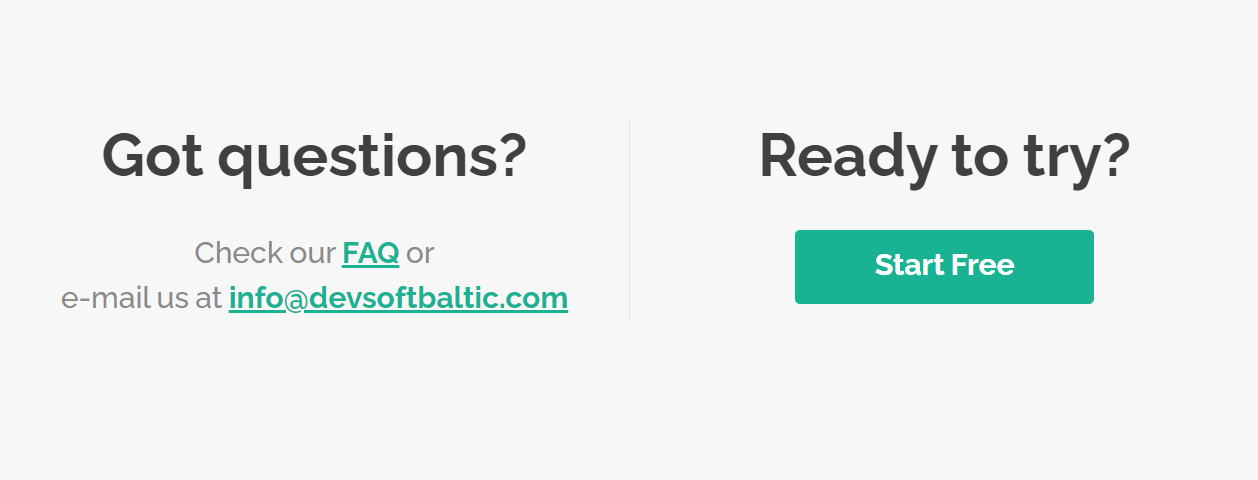 Got questions?
Check our FAQ or
e-mail us at info@devsoftbaltic.com
Ready to try?
Start Free